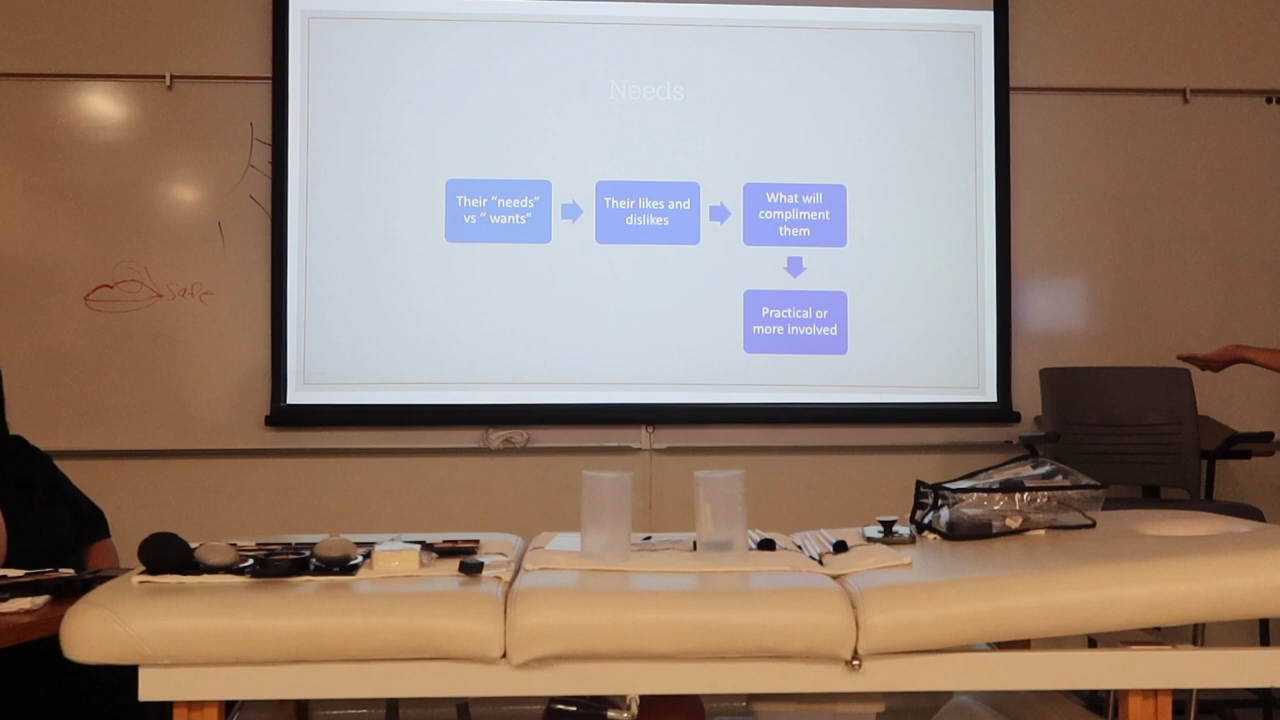 Needs
Their “needs”
vs “ wants”
Their likes and
dislikes
What will
compliment
them
Practical or
more involved
safe